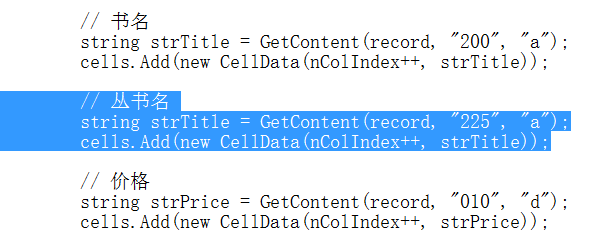 // 书名
string strTitle = GetContent(record, "200", "a");
cells.Add(new CellData(nColIndex++, strTitle));
// 丛书名
string strTitle = GetContent(record, "225", "a");
cells.Add(new CellData(nColIndex++, strTitle));
// 价格
string strPrice = GetContent(record, "010", "d");
cells.Add(new CellData(nColIndex++, strPrice));